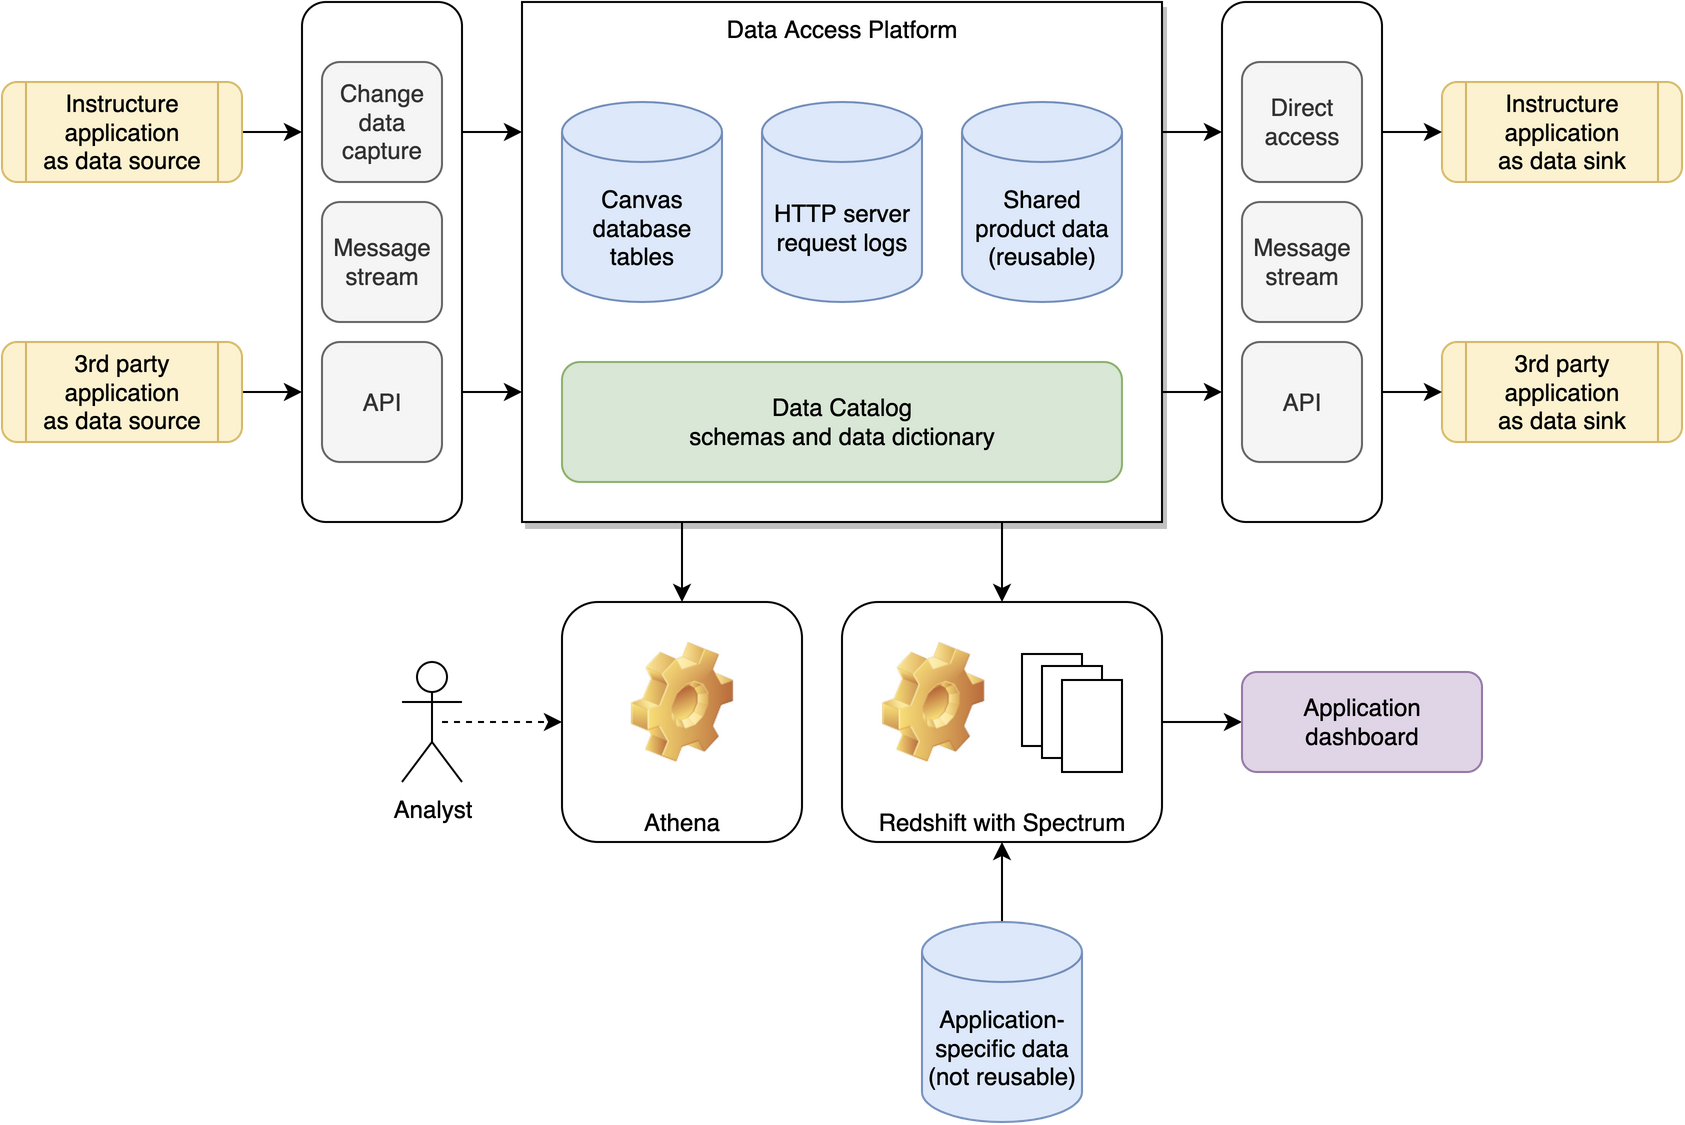 Data Access Platform
Instructure
application
as data source
3rd party
application
as data source
Change
data
capture
Message
stream
API
Canvas
database
tables
HTTP server
request logs
Shared
product data
(reusable)
Data Catalog
schemas and data dictionary
Direct
access
Message
stream
API
Instructure
application
as data sink
3rd party
application
as data sink
Analyst
Athena
Redshift with Spectrum
Application
dashboard
Application-
specific data
(not reusable)